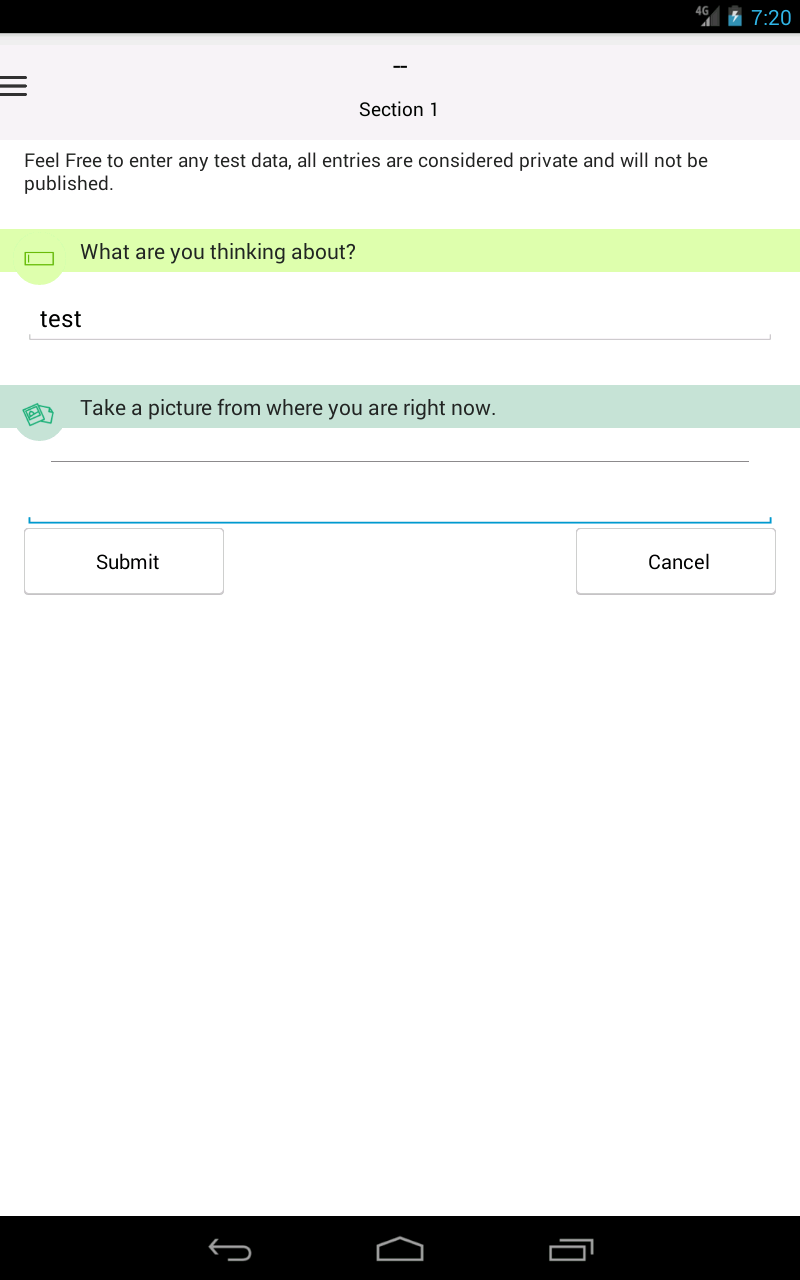 4G 7:20
--
Section 1
Feel Free to enter any test data, all entries are considered private and will not be
published.
What are you thinking about?
test
Take a picture from where you are right now.
Submit Cancel